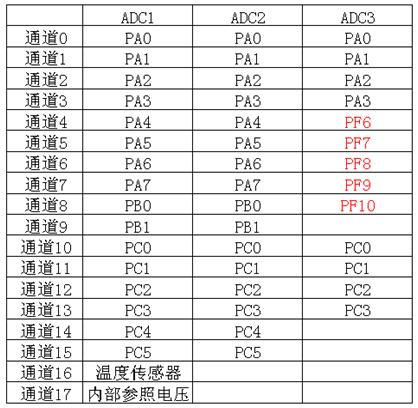 ADC1 ADC2 ADC3
通道0 PA0 PA0 PA0
通道1 PA1 PA1 PA1
通道2 PA2 PA2 PA2
通道3 PA3 PA3 PA3
通道4 PA4 PA4 PF6
通道5 PA5 PA5 PF7
通道6 PA6 PA6 PF8
通道7 PA7 PA7 PF9
通道8 PB0 PB0 PF10
通道9 PB1 PB1
通道10 PC0 PC0 PC0
通道11 PC1 PC1 PC1
通道12 PC2 PC2 PC2
通道13 PC3 PC3 PC3
通道14 PC4 PC4
通道15 PC5 PC5
通道16 温度传感器
通道17 内部参照电压